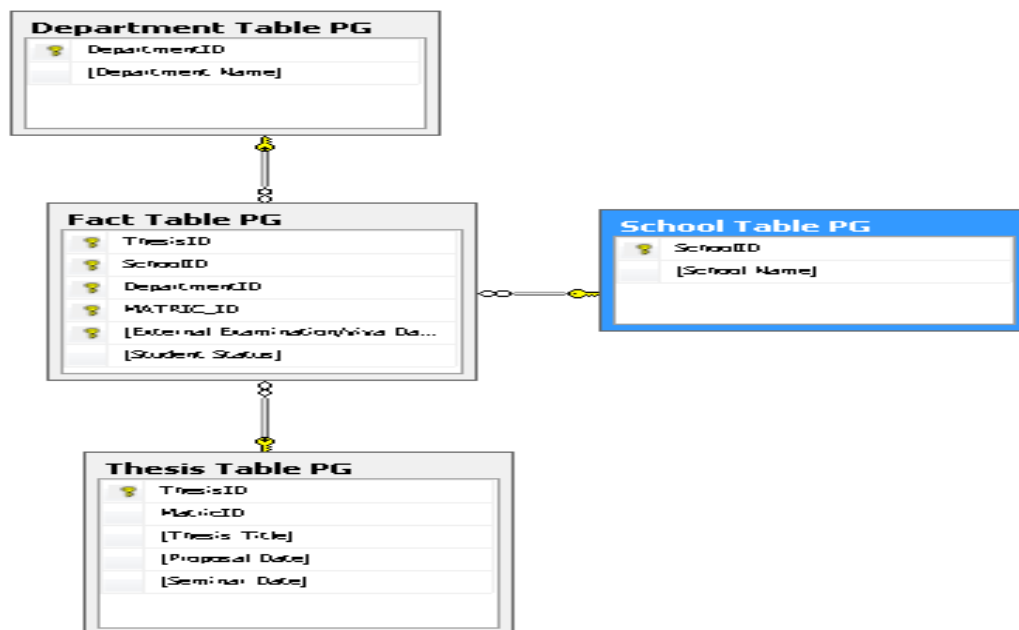 Department Table PG
DepartmentID
[Department Name]
Fact Table PG
ThesisID
SchoolID
DepartmentID
MATRIC_ID
[External Examination/Viva Da...
[Student Status]
School Table PG
SchoolID
[School Name]
Thesis Table PG
ThesisID
MatricID
[Thesis Title]
[Proposal Date]
[Seminar Date]